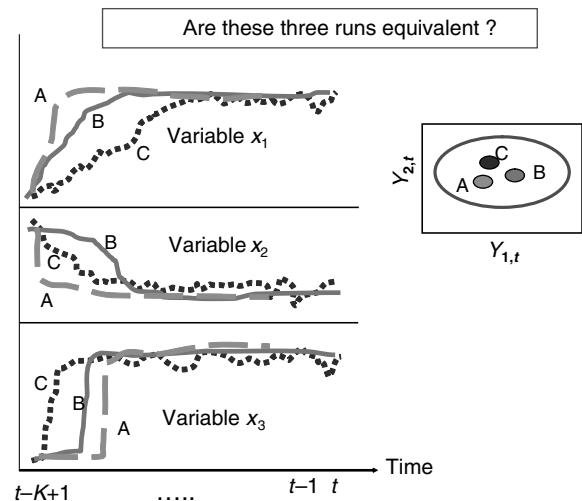 Are these three runs equivalent ?
A
B
C
Variable x1
B
Variable x2
C
A
C
B
A
Variable x3
Time
t–K+1
.....
t–1 t
Y2,t
C
A
B
Y1,t